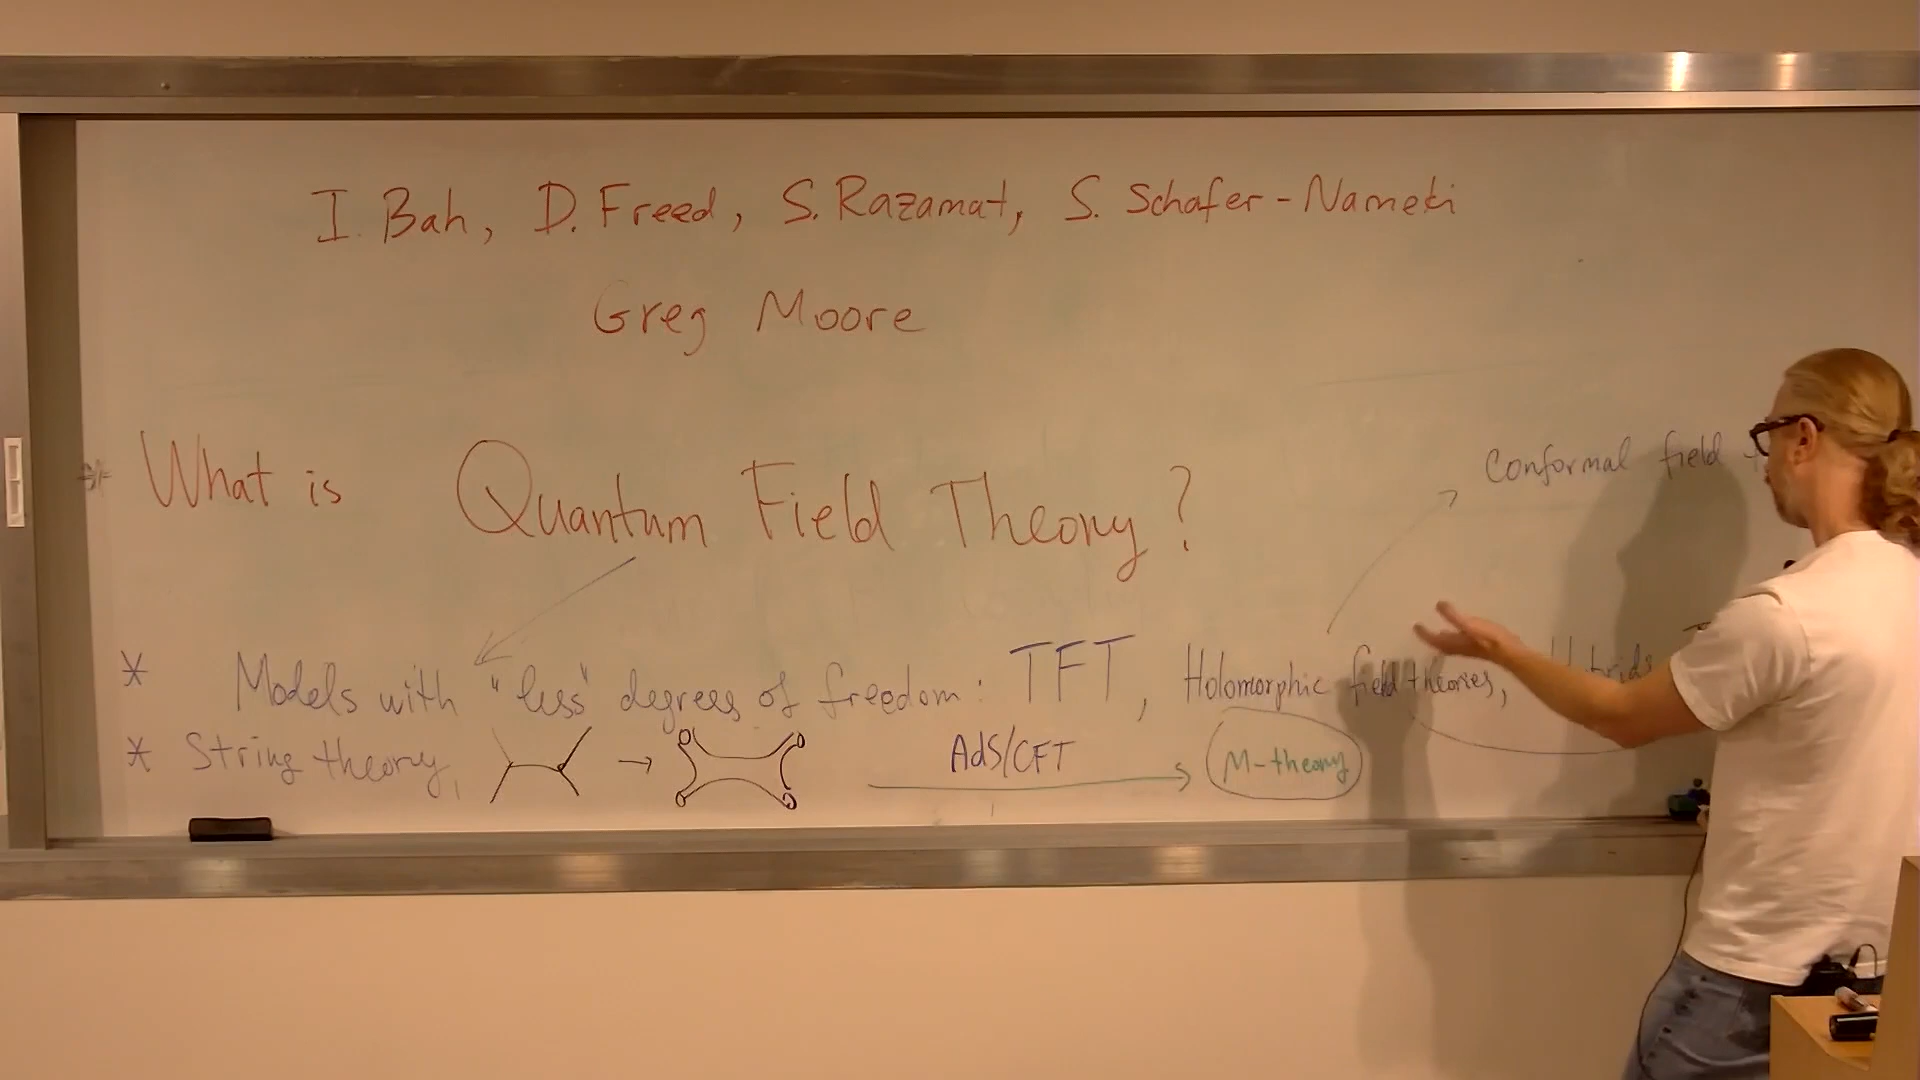 I. Bah, D. Freed, S. Razamat, S. Schafer-Nameki
Greg Moore
* What is Quantum Field Theory?
Conformal field
* Models with "less" degrees of freedom: TFT, Holomorphic field theories,
* String theory, → AdS/CFT M-theory